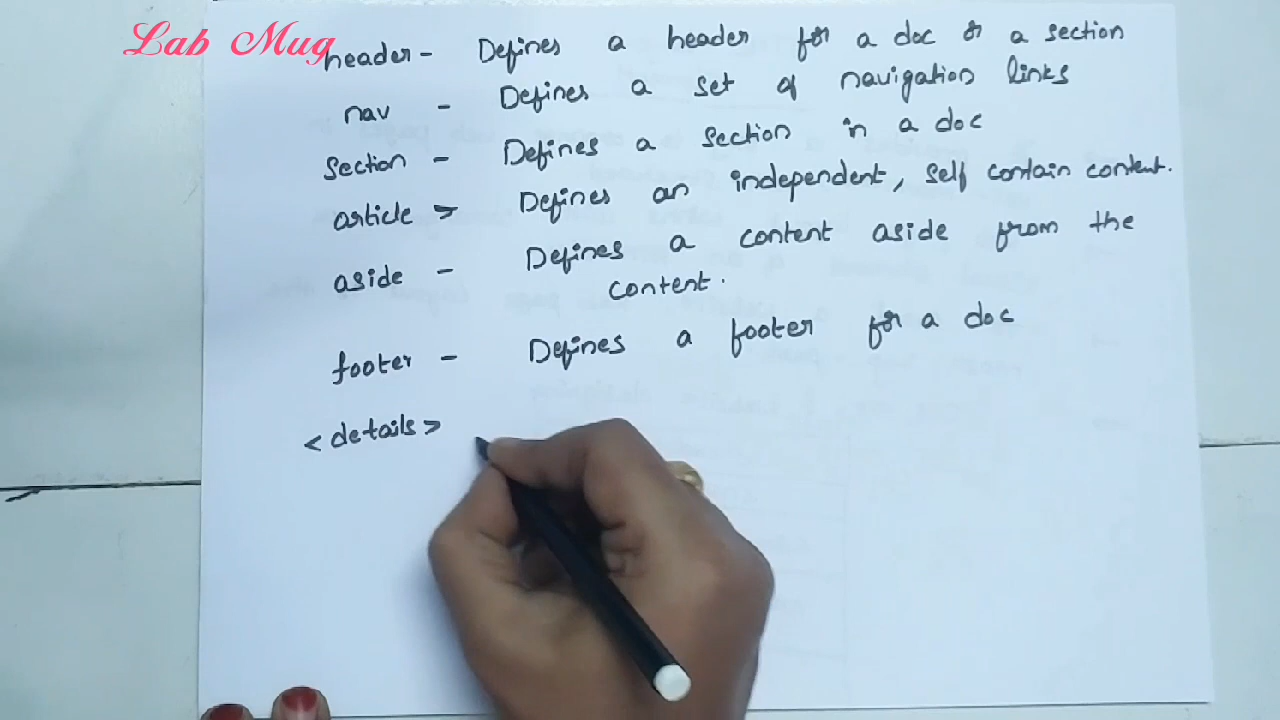 Lab Mug
header - Defines a header for a doc or a section
nav - Defines a set of navigation links
section - Defines a section in a doc
article > Defines an independent, self contain content.
aside - Defines a content aside from the
content.
footer - Defines a footer for a doc
<details>